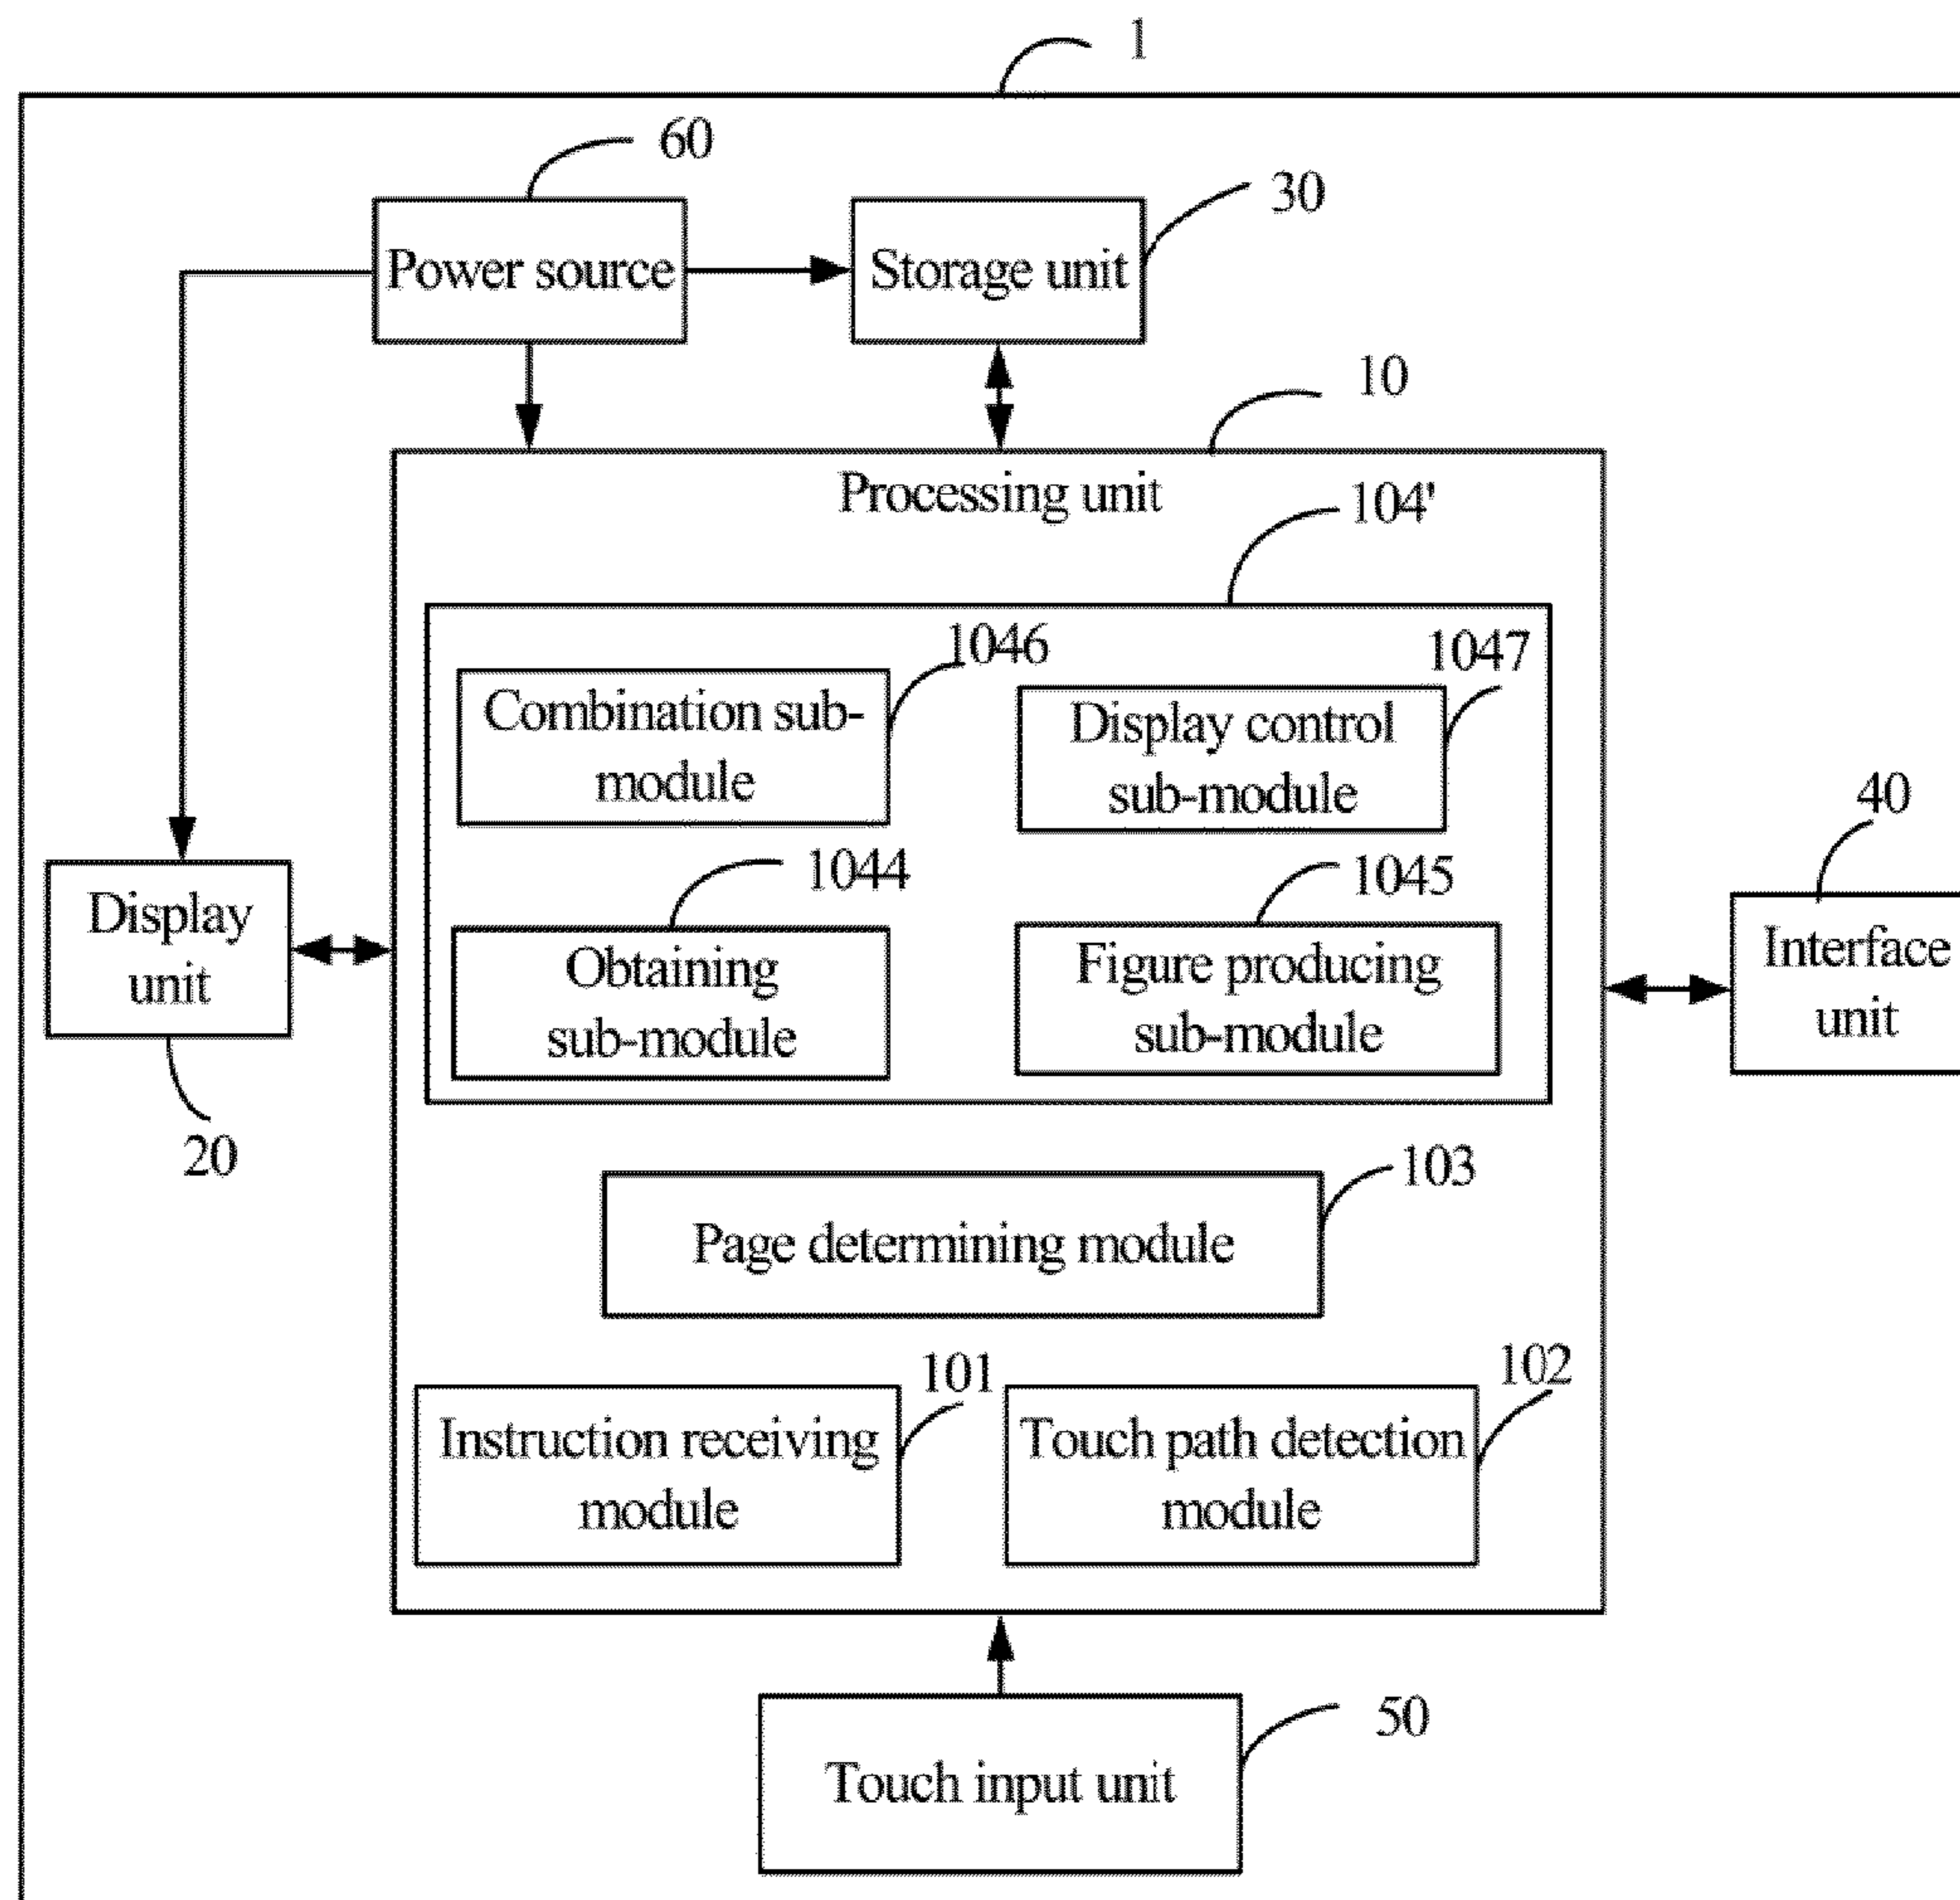 1
60
30
Power source
Storage unit
10
Processing unit
104'
1046
1047
Combination sub-
module
Display control
sub-module
40
1044
1045
Display
unit
Obtaining
sub-module
Figure producing
sub-module
Interface
unit
20
103
Page determining module
101
102
Instruction receiving
module
Touch path detection
module
50
Touch input unit